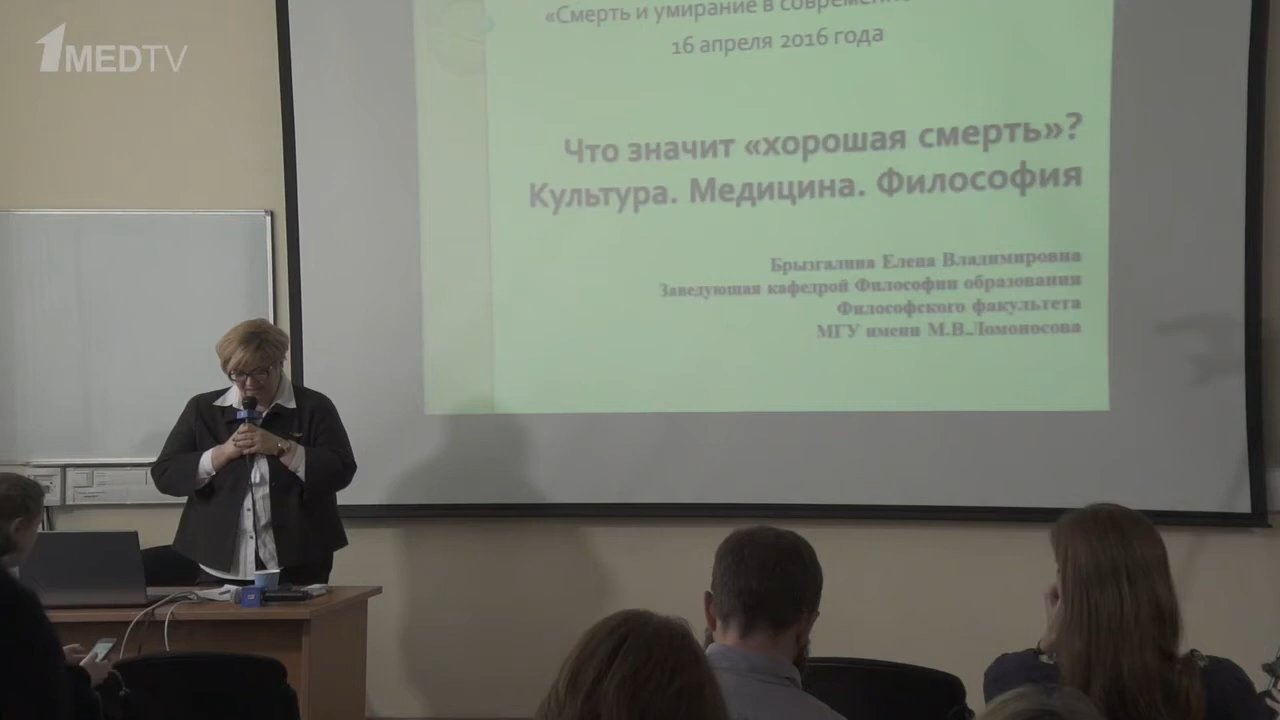 1MEDTV
«Смерть и умирание в
16 апреля 2016 года
Что значит «хорошая смерть»?
Культура. Медицина. Философия
Брызгалина Елена Владимировна
Заведующая кафедрой Философии образования
Философского факультета
МГУ имени М.В.Ломоносова